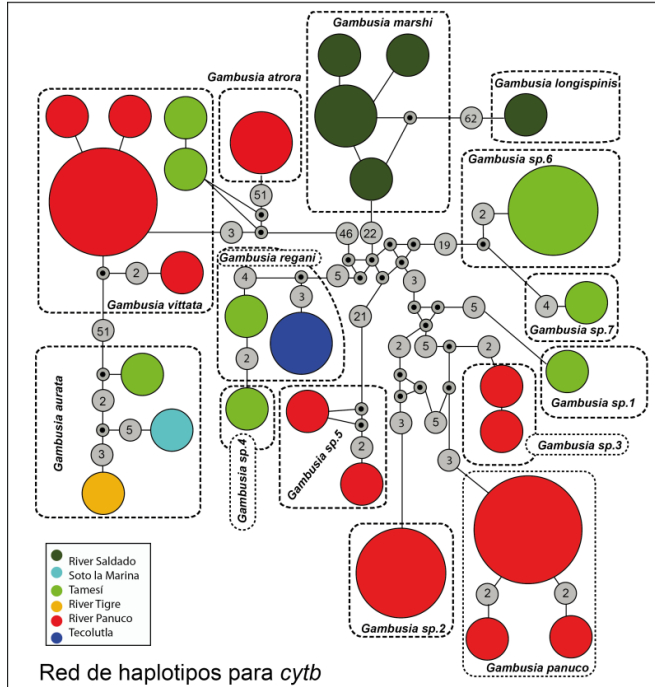 Gambusia marshi
Gambusia atrora
Gambusia longispinis
62
Gambusia sp.6
51
2
3
46
22
19
Gambusia regani
4
5
3
2
Gambusia vittata
3
21
4
Gambusia sp.7
51
2
5
5
2
2
Gambusia sp.1
Gambusia aurata
2
5
3
Gambusia sp.4
Gambusia sp.5
2
3
5
3
Gambusia sp.3
2
2
Gambusia sp.2
Gambusia panuco
River Saldado
Soto la Marina
Tamesí
River Tigre
River Panuco
Tecolutla
Red de haplotipos para cytb